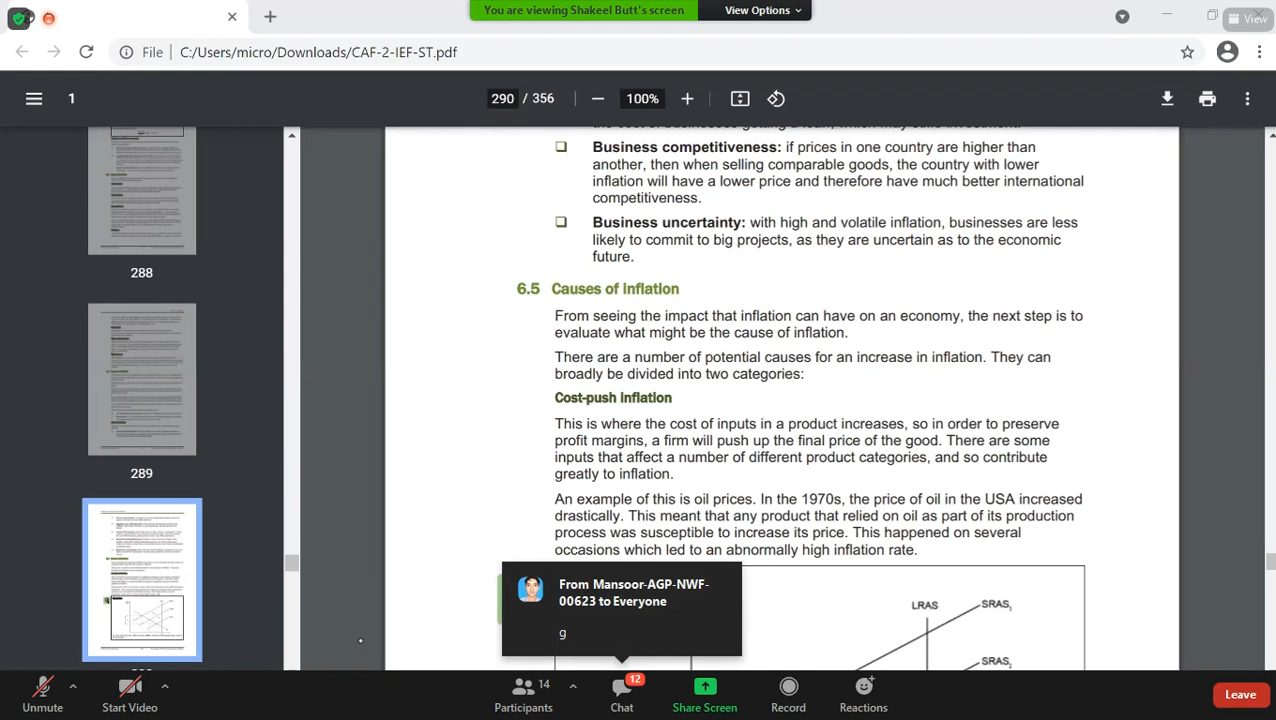 You are viewing Shakeel Butt's screen
View Options
View
File
C:/Users/micro/Downloads/CAF-2-IEF-ST.pdf
1
290 / 356
100%
Business competitiveness: if prices in one country are higher than
another, then when selling comparable goods, the country with lower
inflation will have a lower price and therefore have much better international
competitiveness.
Business uncertainty: with high and volatile inflation, businesses are less
likely to commit to big projects, as they are uncertain as to the economic
future.
288
6.5 Causes of inflation
From seeing the impact that inflation can have on an economy, the next step is to
evaluate what might be the cause of inflation.
There are a number of potential causes for an increase in inflation. They can
broadly be divided into two categories:
Cost-push inflation
This is where the cost of inputs in a product increases, so in order to preserve
profit margins, a firm will push up the final price of the good. There are some
inputs that affect a number of different product categories, and so contribute
greatly to inflation.
289
An example of this is oil prices. In the 1970s, the price of oil in the USA increased
drastically. This meant that any product that relied on oil as part of its production
process was susceptible to increase its price. This happened on several
occasions which led to an abnormally high inflation rate.
From Mansoor-AGP-NWF-
00623 to Everyone
9
LRAS
SRAS1
SRAS2
Unmute
Start Video
14
Participants
12
Chat
Share Screen
Record
Reactions
Leave